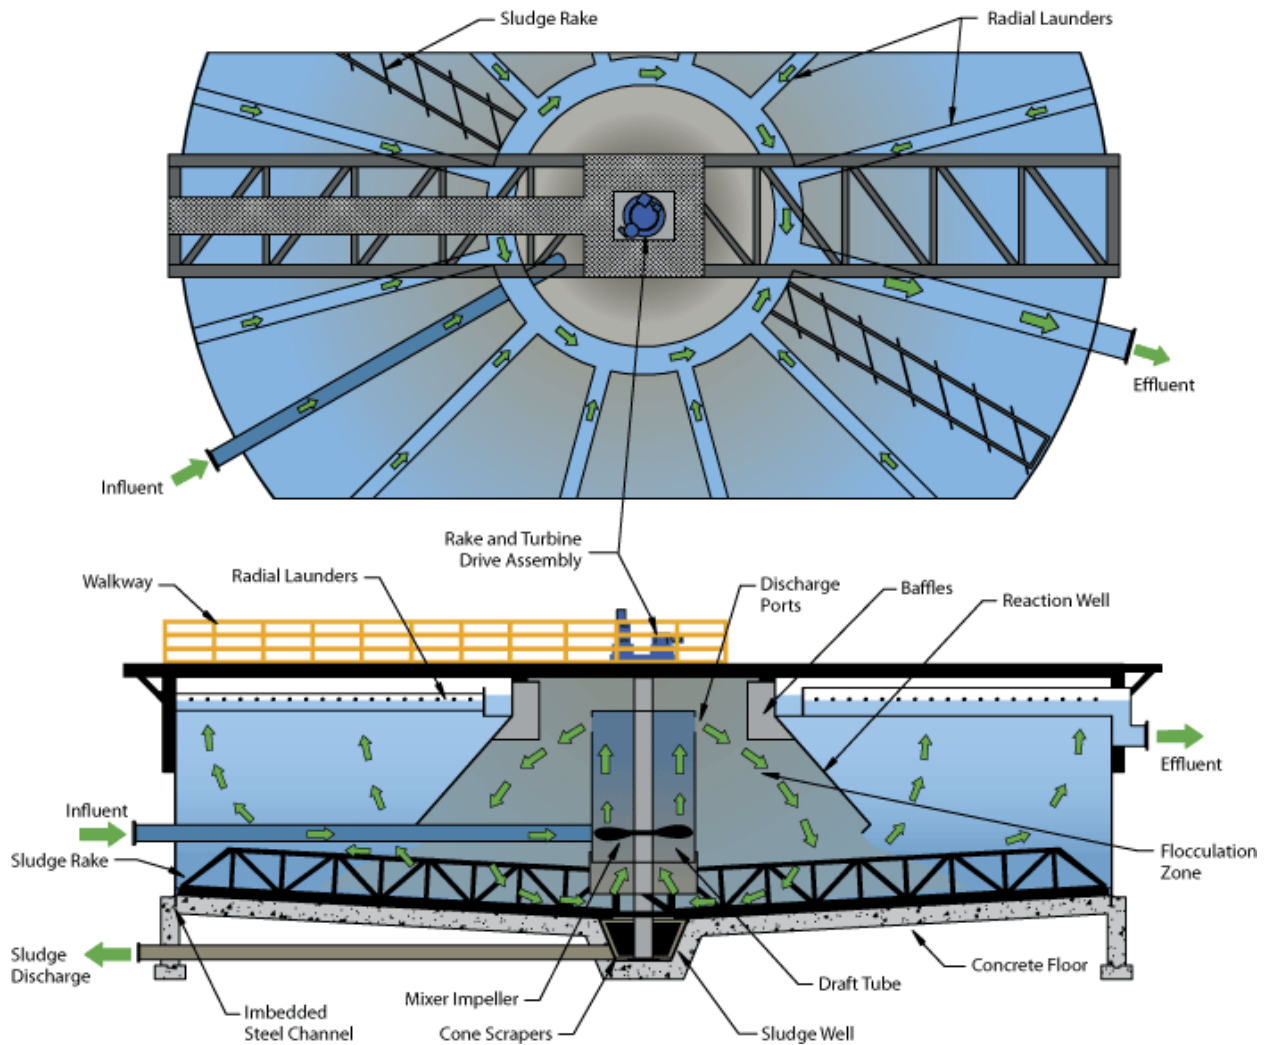 Sludge Rake
Radial Launders
Influent
Effluent
Rake and Turbine
Drive Assembly
Walkway
Radial Launders
Discharge
Ports
Baffles
Reaction Well
Influent
Effluent
Sludge Rake
Flocculation
Zone
Sludge
Discharge
Concrete Floor
Mixer Impeller
Draft Tube
Imbedded
Steel Channel
Cone Scrapers
Sludge Well